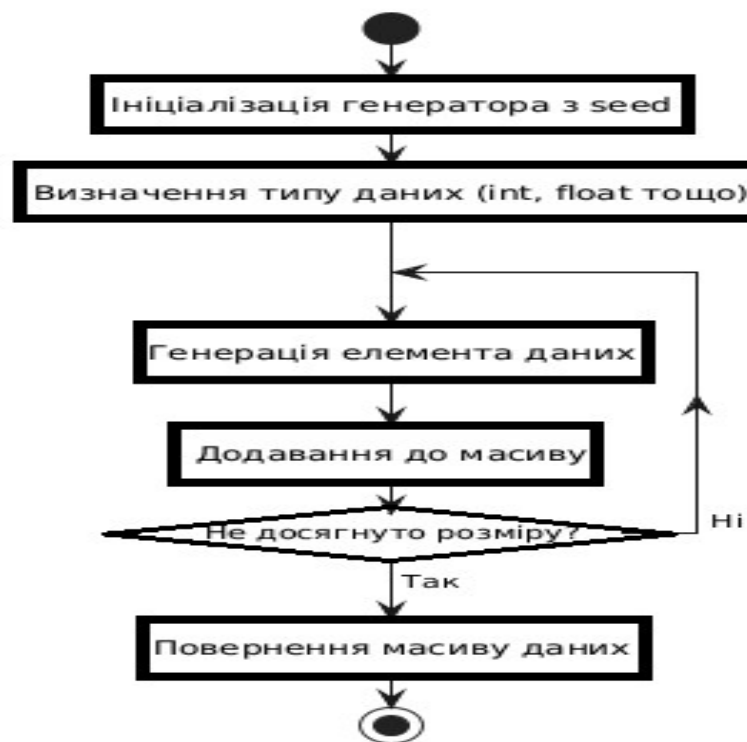 Ініціалізація генератора з seed
Визначення типу даних (int, float тощо)
Генерація елемента даних
Додавання до масиву
Не досягнуто розміру?
Ні
Так
Повернення масиву даних